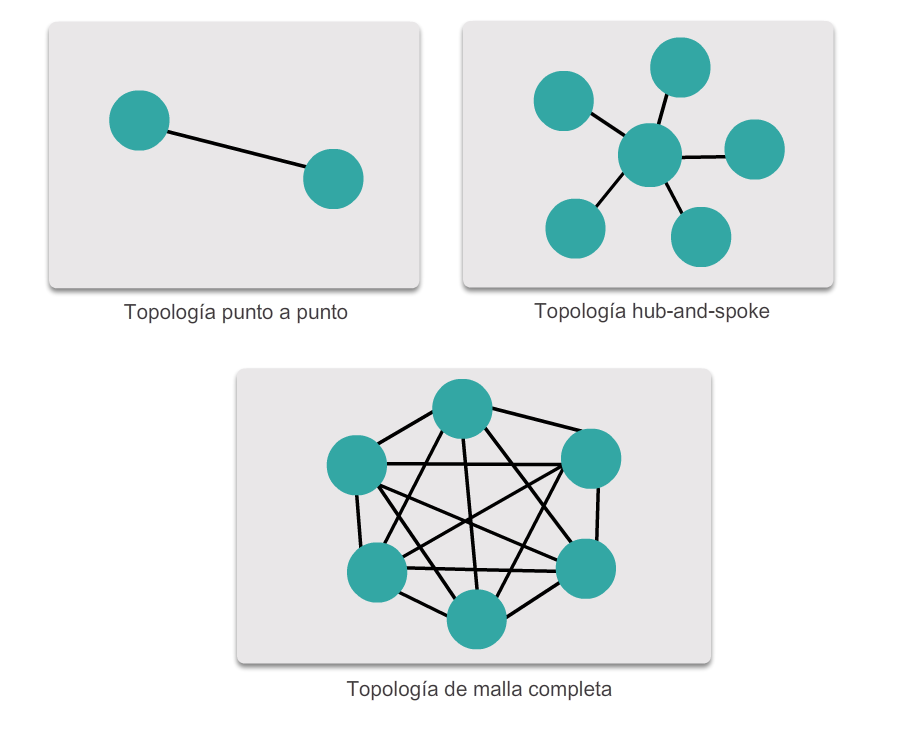 Topología punto a punto
Topología hub-and-spoke
Topología de malla completa